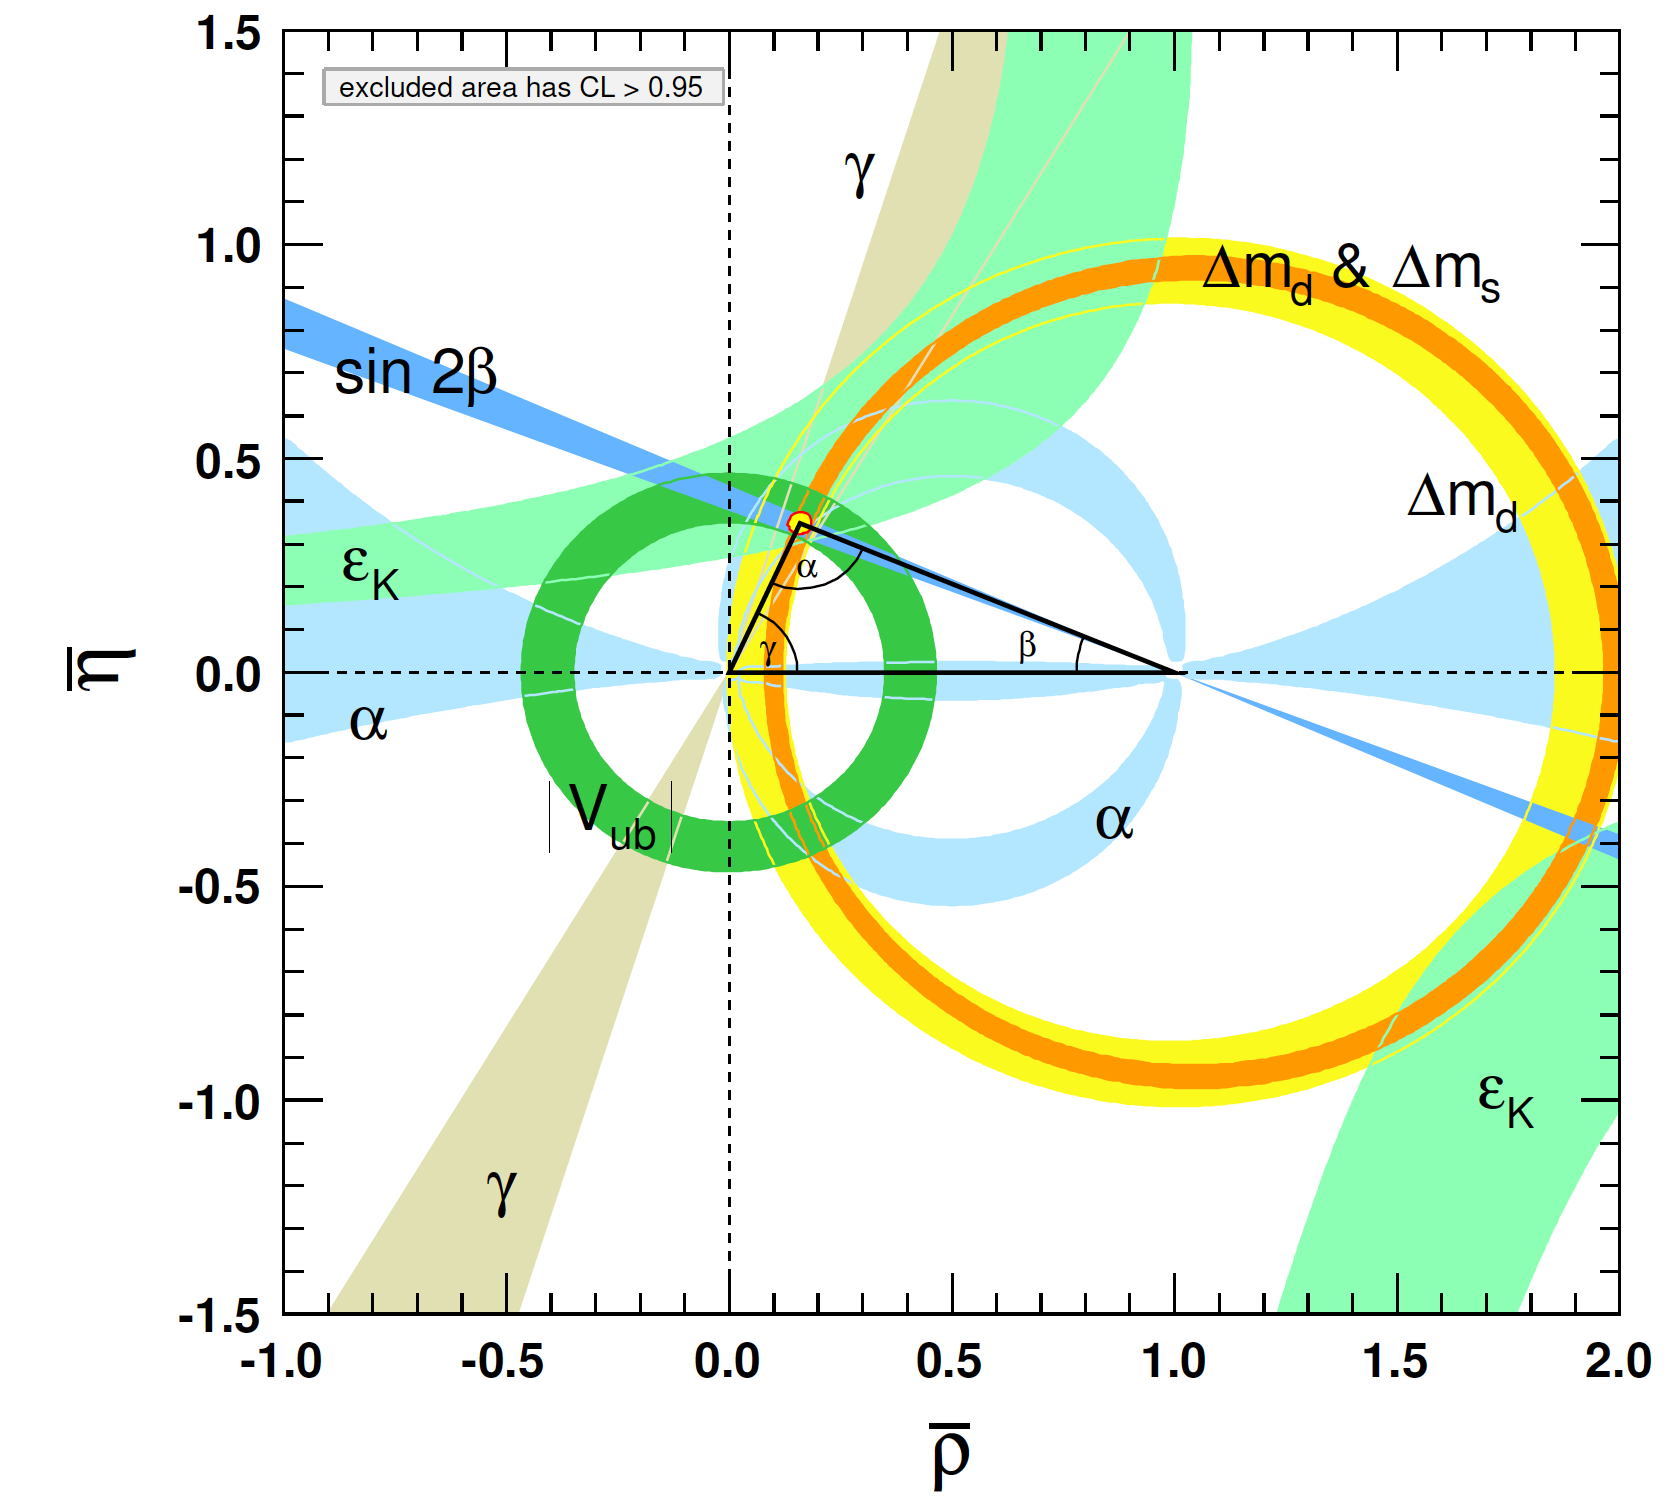 1.5
excluded area has CL > 0.95
γ
1.0
Δm_d & Δm_s
sin 2β
0.5
Δm_d
ε_K
α
γ
β
0.0
α
|V_ub|
α
-0.5
-1.0
ε_K
γ
-1.5
-1.0 -0.5 0.0 0.5 1.0 1.5 2.0
η̅
ρ̅